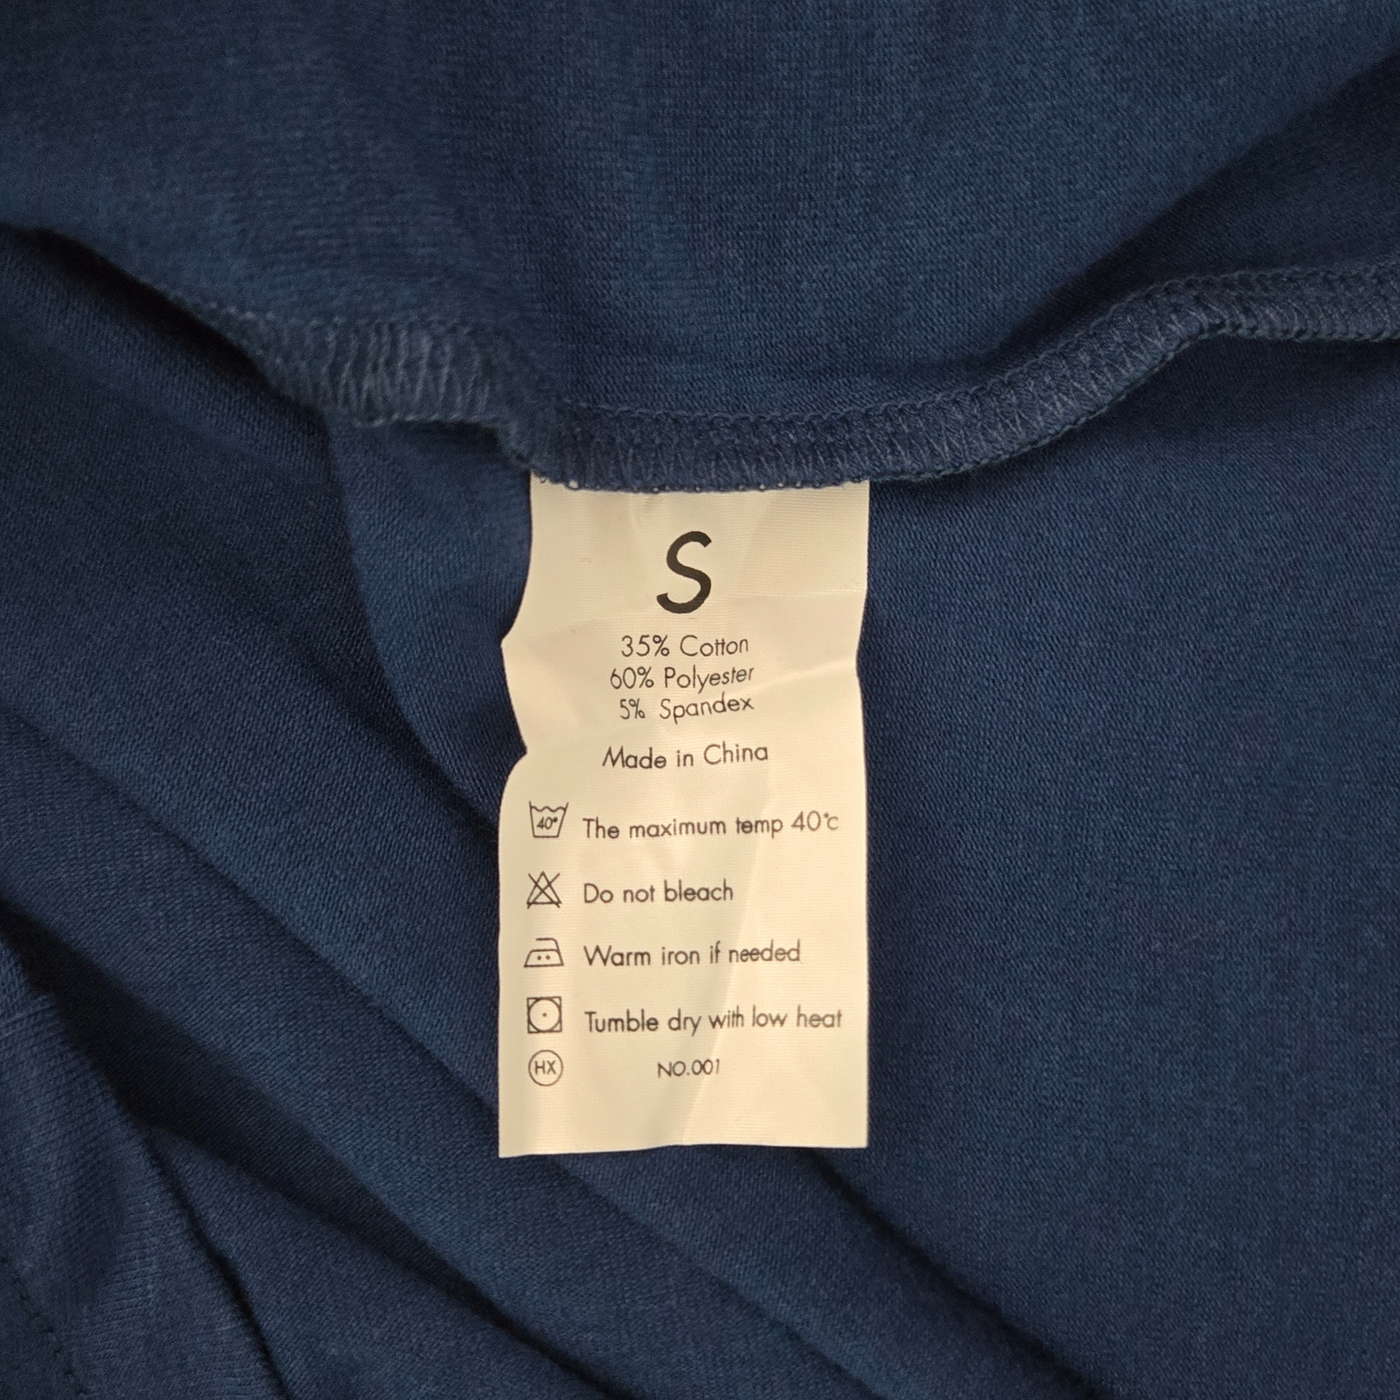 S
35% Cotton
60% Polyester
5% Spandex
Made in China
40° The maximum temp 40°c
Do not bleach
Warm iron if needed
Tumble dry with low heat
HX NO.001